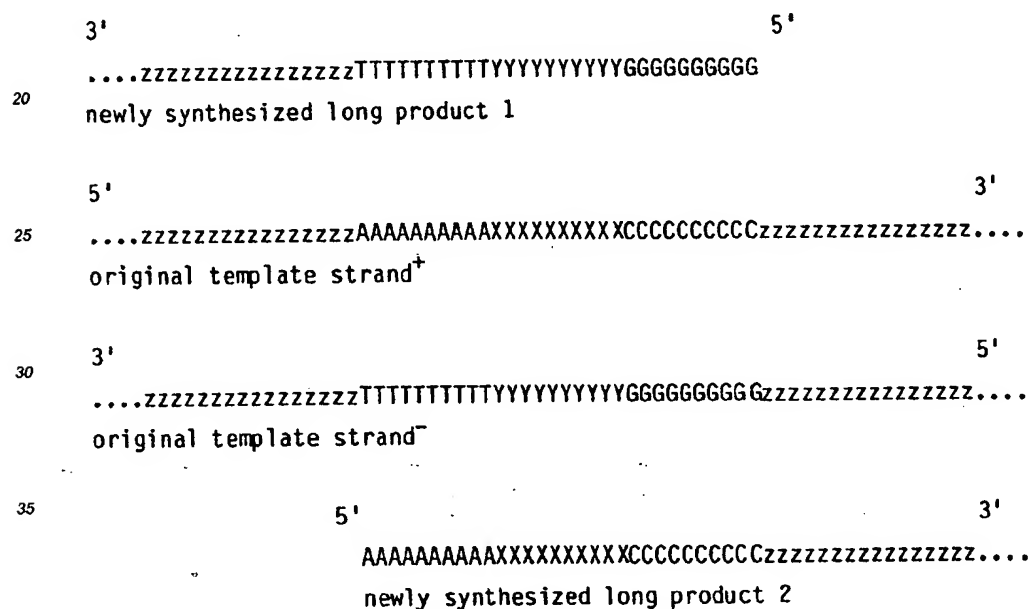 3' 5'
....zzzzzzzzzzzzzzzzTTTTTTTTTTYYYYYYYYYYGGGGGGGGGG
20
newly synthesized long product 1
5' 3'
25 ....zzzzzzzzzzzzzzzzAAAAAAAAAAXXXXXXXXXXCCCCCCCCCCzzzzzzzzzzzzzzzz....
original template strand+
3' 5'
30
....zzzzzzzzzzzzzzzzTTTTTTTTTTYYYYYYYYYYGGGGGGGGGGzzzzzzzzzzzzzzzz....
original template strand-
35 5' 3'
AAAAAAAAAAXXXXXXXXXXCCCCCCCCCCzzzzzzzzzzzzzzzz....
newly synthesized long product 2